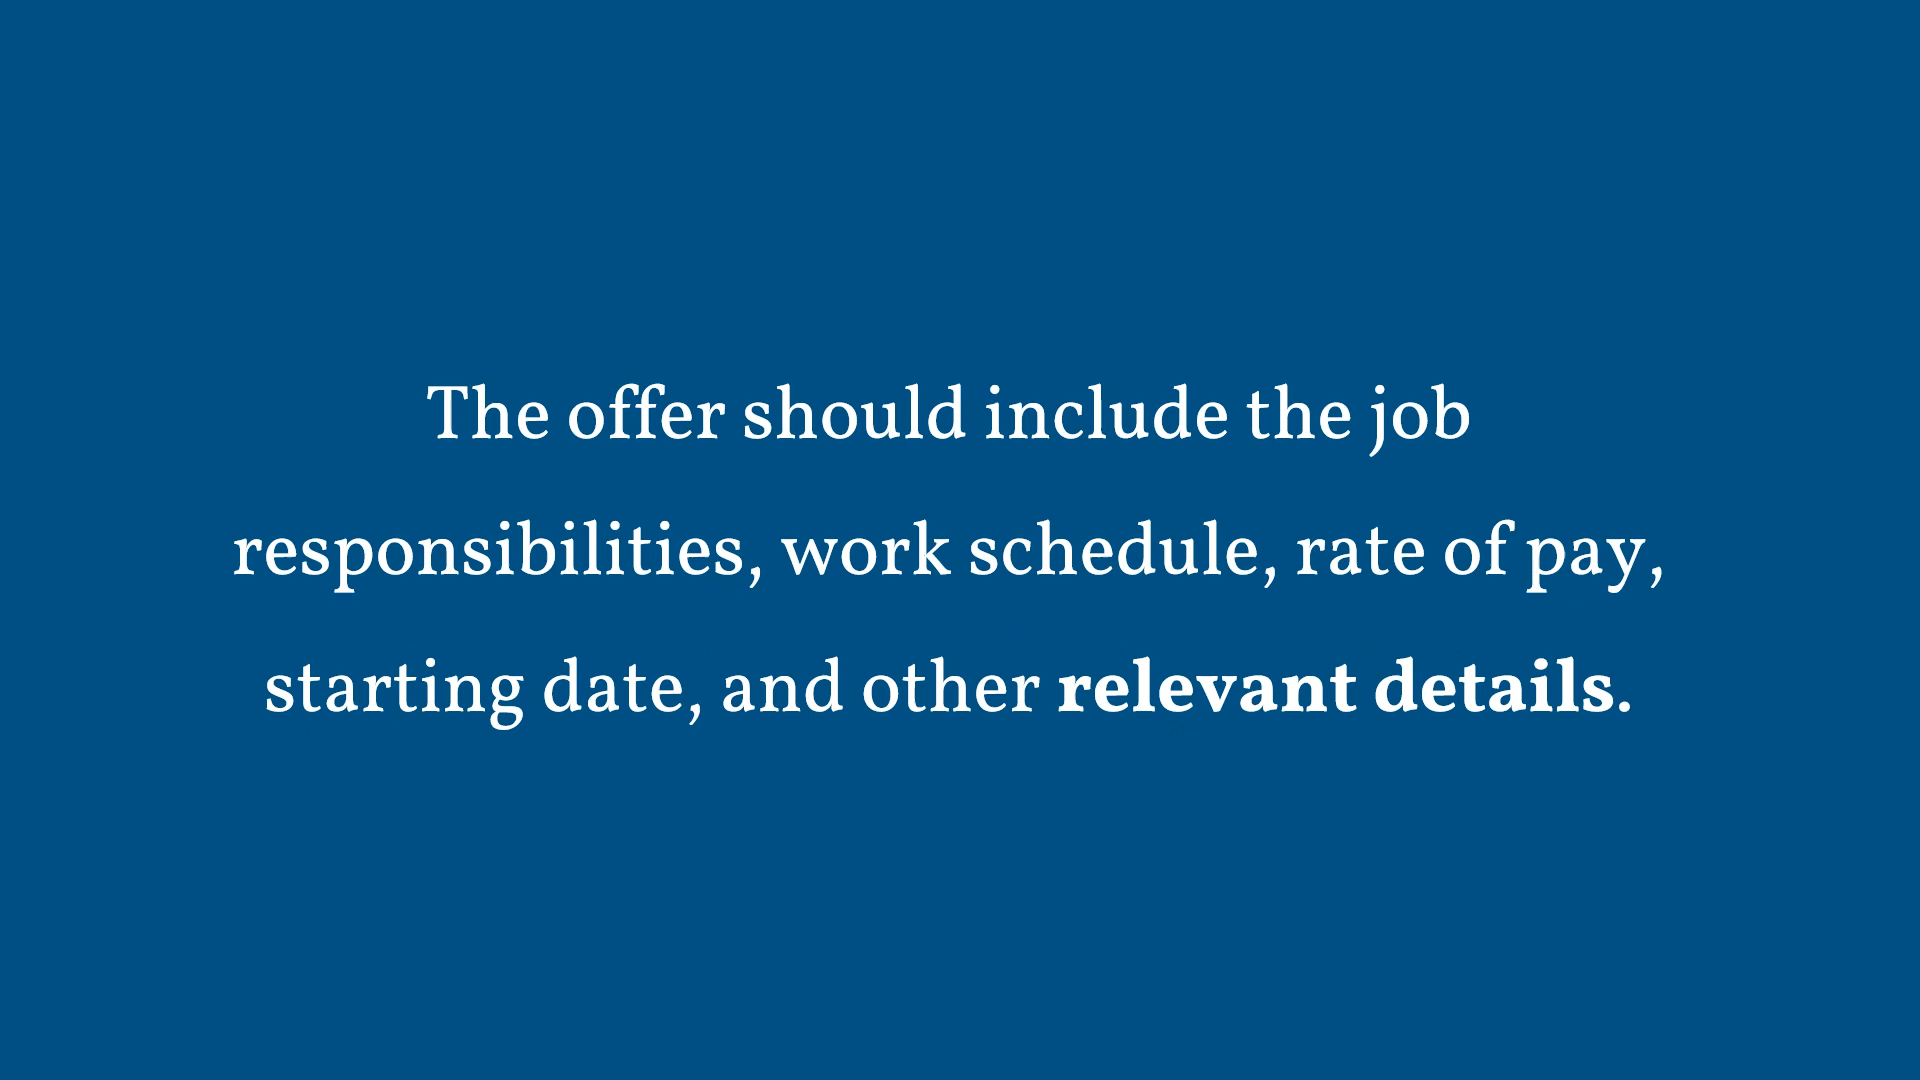 The offer should include the job
responsibilities, work schedule, rate of pay,
starting date, and other relevant details.